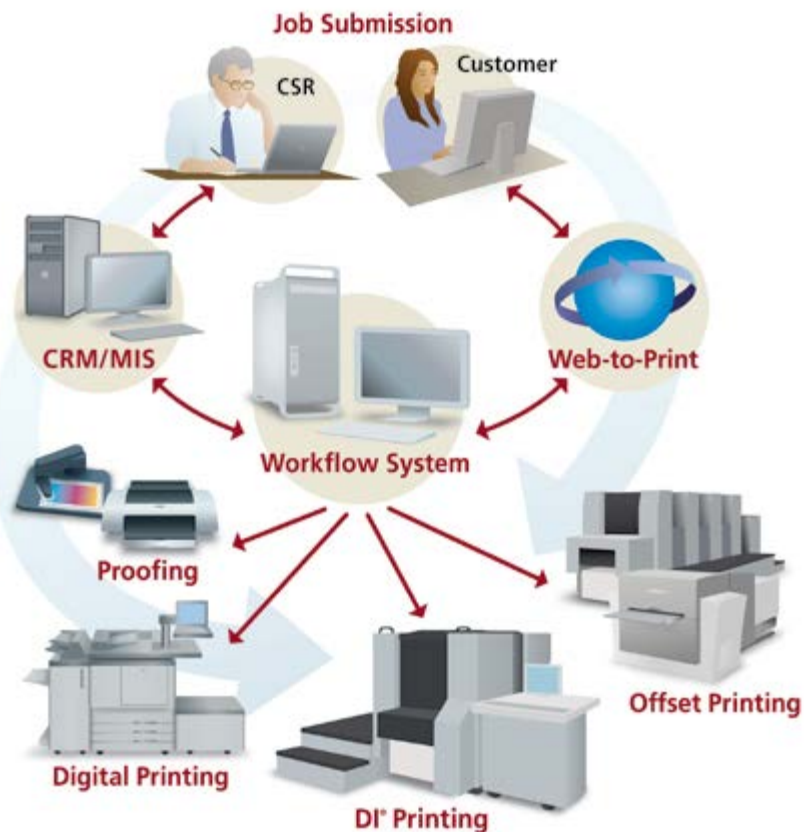 Job Submission
CSR
Customer
CRM/MIS
Web-to-Print
Workflow System
Proofing
Offset Printing
Digital Printing
DI® Printing